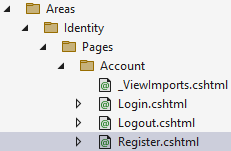 Areas
Identity
Pages
Account
_ViewImports.cshtml
Login.cshtml
Logout.cshtml
Register.cshtml